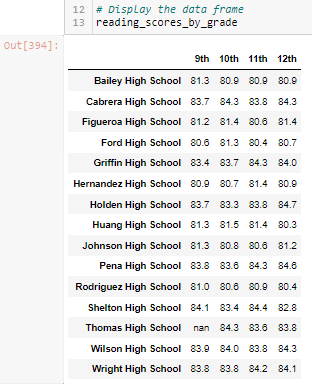 12 # Display the data frame
13 reading_scores_by_grade
Out[394]:
9th 10th 11th 12th
Bailey High School 81.3 80.9 80.9 80.9
Cabrera High School 83.7 84.3 83.8 84.3
Figueroa High School 81.2 81.4 80.6 81.4
Ford High School 80.6 81.3 80.4 80.7
Griffin High School 83.4 83.7 84.3 84.0
Hernandez High School 80.9 80.7 81.4 80.9
Holden High School 83.7 83.3 83.8 84.7
Huang High School 81.3 81.5 81.4 80.3
Johnson High School 81.3 80.8 80.6 81.2
Pena High School 83.8 83.6 84.3 84.6
Rodriguez High School 81.0 80.6 80.9 80.4
Shelton High School 84.1 83.4 84.4 82.8
Thomas High School nan 84.3 83.6 83.8
Wilson High School 83.9 84.0 83.8 84.3
Wright High School 83.8 83.8 84.2 84.1